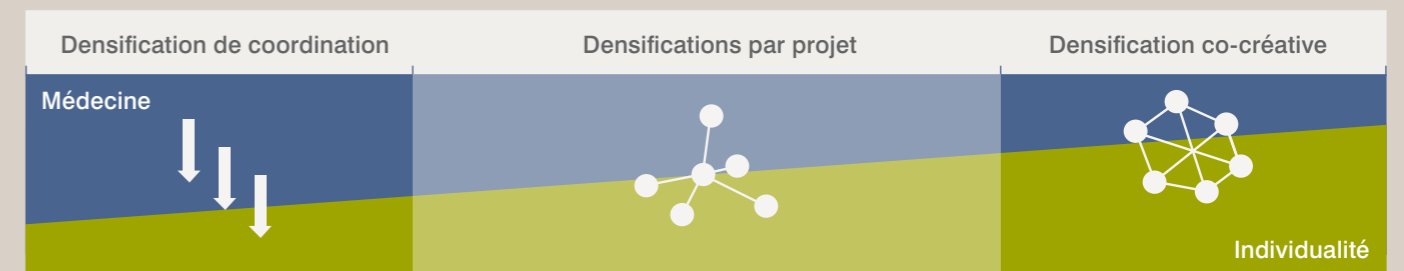 Densification de coordination
Densifications par projet
Densification co-créative
Médecine
Individualité